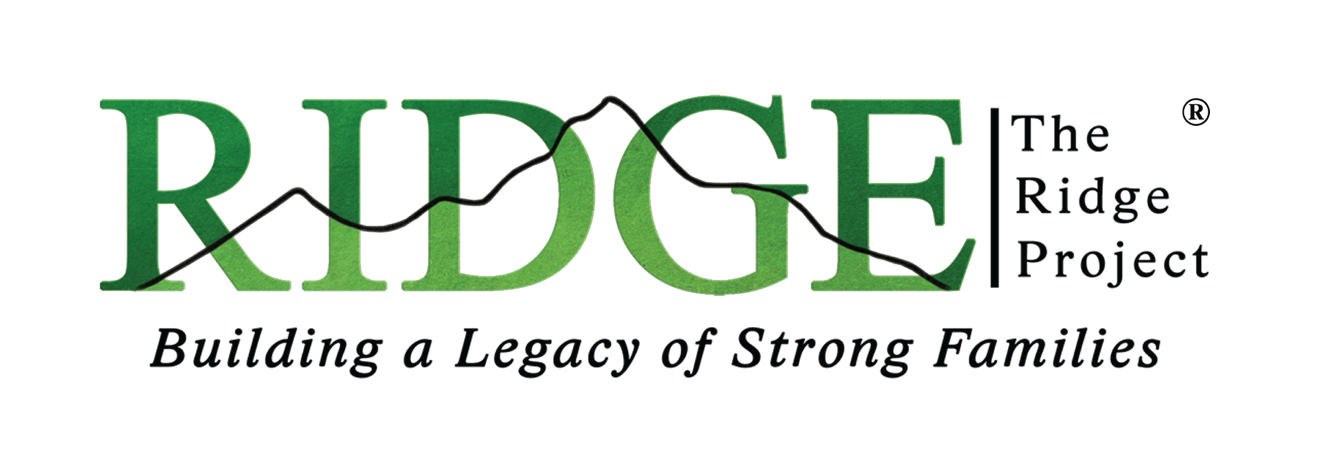 RIDGE
The
Ridge
Project
®
Building a Legacy of Strong Families